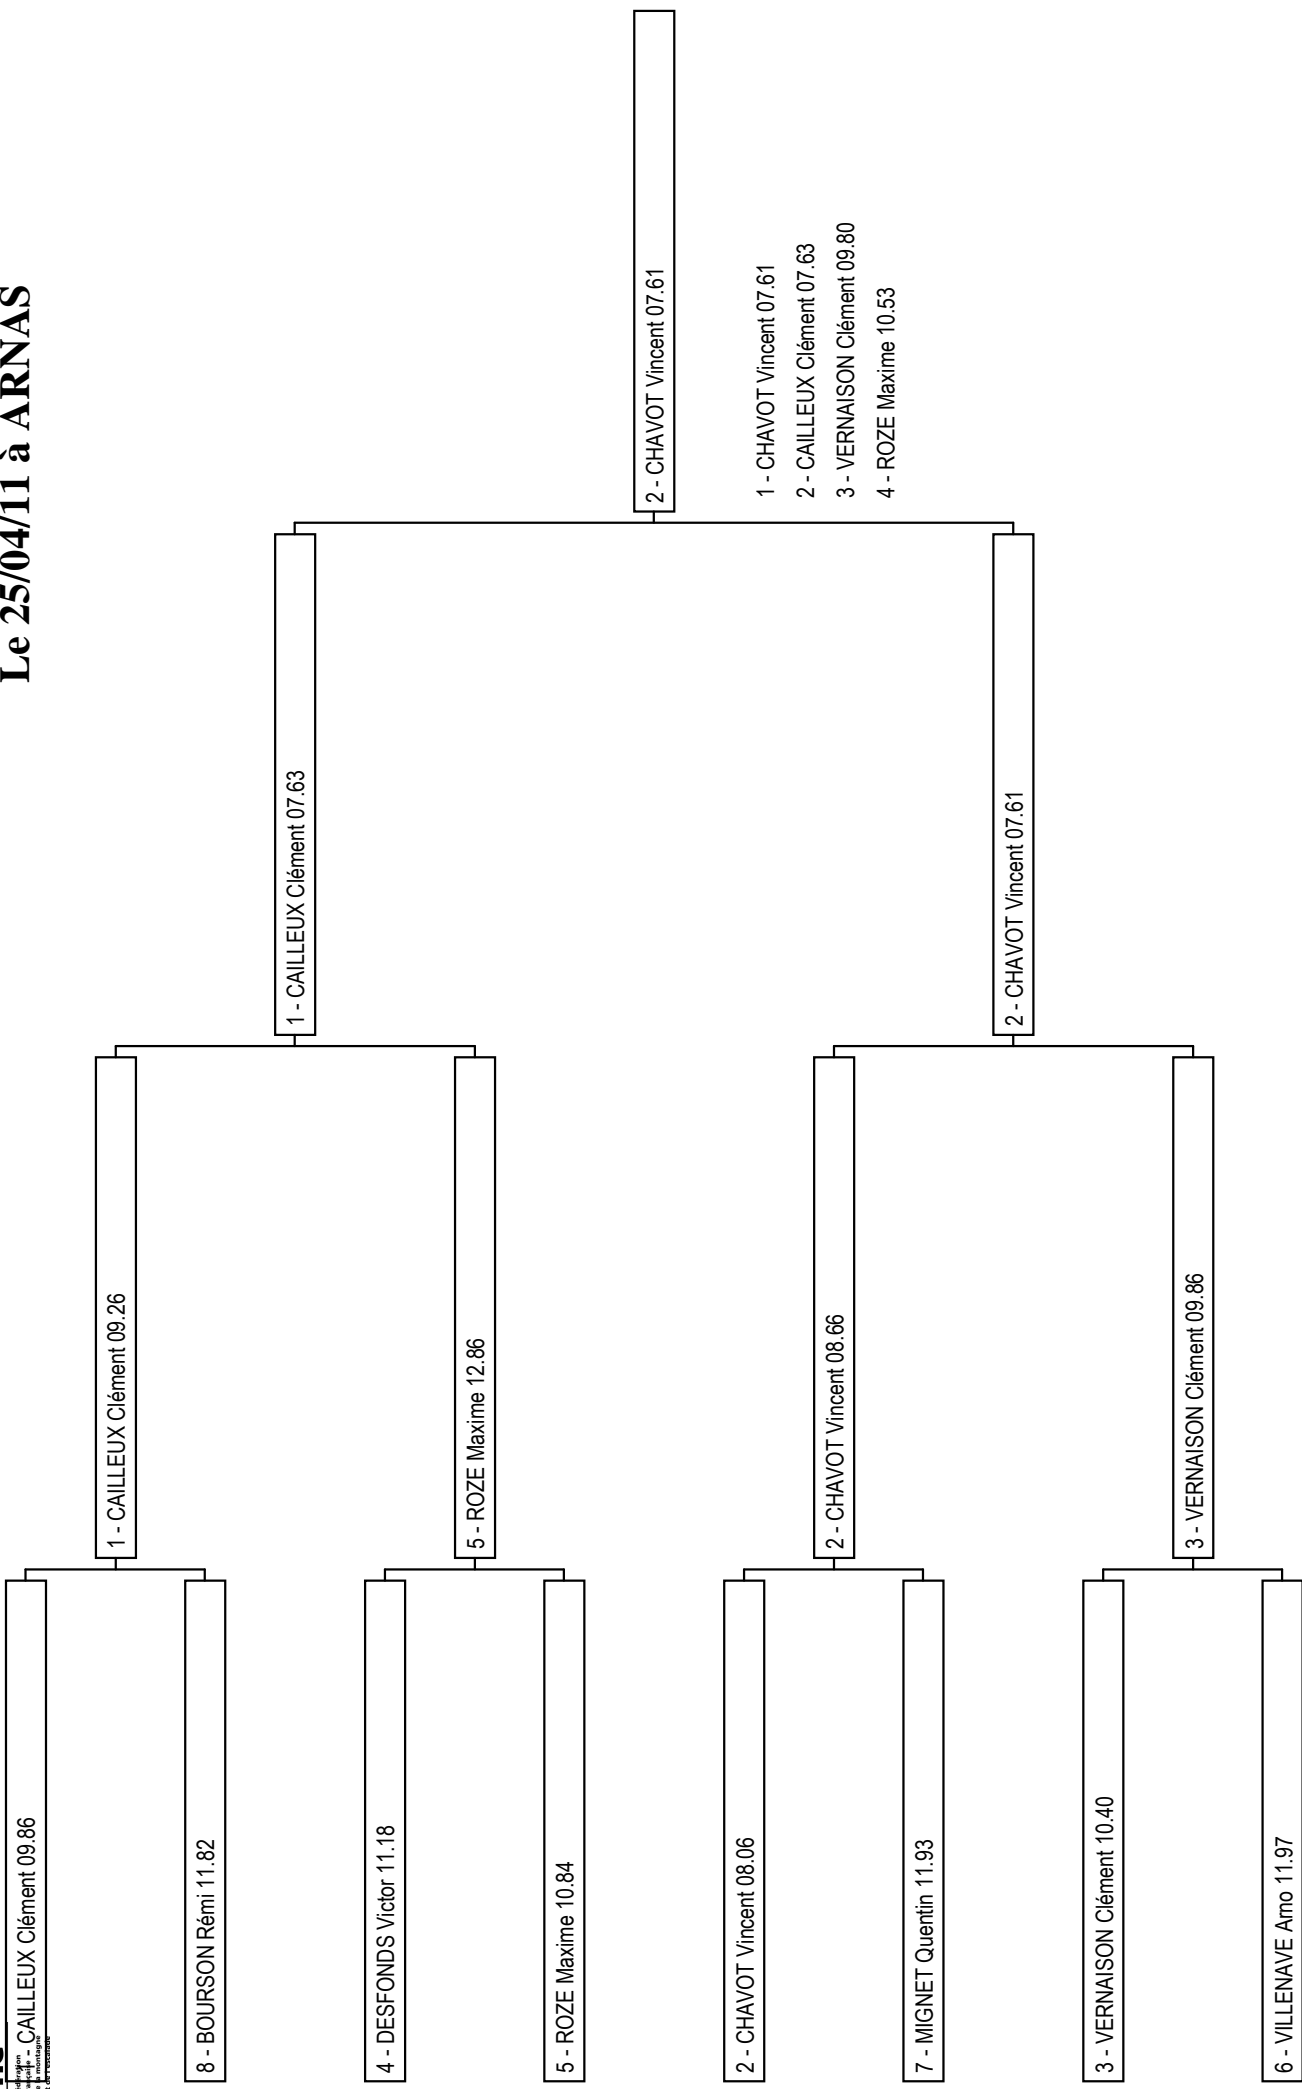 Le 25/04/11 à ARNAS
1 - CAILLEUX Clément 09.86
8 - BOURSON Rémi 11.82
4 - DESFONDS Victor 11.18
5 - ROZE Maxime 10.84
2 - CHAVOT Vincent 08.06
7 - MIGNET Quentin 11.93
3 - VERNAISON Clément 10.40
6 - VILLENAVE Arno 11.97
1 - CAILLEUX Clément 09.26
5 - ROZE Maxime 12.86
2 - CHAVOT Vincent 08.66
3 - VERNAISON Clément 09.86
1 - CAILLEUX Clément 07.63
2 - CHAVOT Vincent 07.61
2 - CHAVOT Vincent 07.61
1 - CHAVOT Vincent 07.61
2 - CAILLEUX Clément 07.63
3 - VERNAISON Clément 09.80
4 - ROZE Maxime 10.53